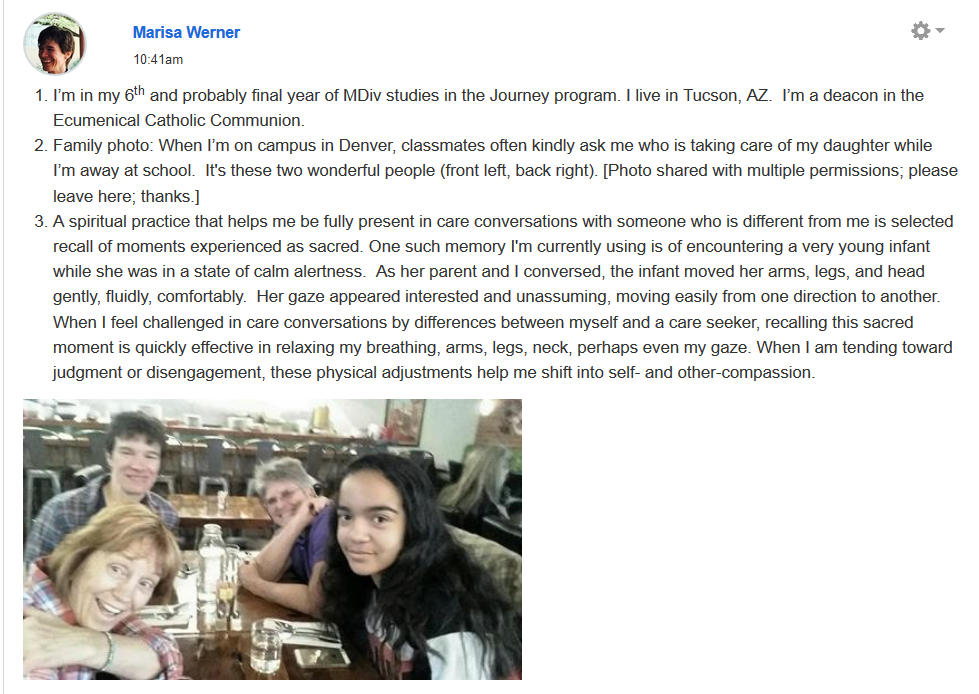 Marisa Werner
10:41am
1. I’m in my 6th and probably final year of MDiv studies in the Journey program. I live in Tucson, AZ.  I’m a deacon in the
Ecumenical Catholic Communion.
2. Family photo: When I’m on campus in Denver, classmates often kindly ask me who is taking care of my daughter while
I’m away at school.  It's these two wonderful people (front left, back right). [Photo shared with multiple permissions; please
leave here; thanks.]
3. A spiritual practice that helps me be fully present in care conversations with someone who is different from me is selected
recall of moments experienced as sacred. One such memory I'm currently using is of encountering a very young infant
while she was in a state of calm alertness.  As her parent and I conversed, the infant moved her arms, legs, and head
gently, fluidly, comfortably.  Her gaze appeared interested and unassuming, moving easily from one direction to another.
When I feel challenged in care conversations by differences between myself and a care seeker, recalling this sacred
moment is quickly effective in relaxing my breathing, arms, legs, neck, perhaps even my gaze. When I am tending toward
judgment or disengagement, these physical adjustments help me shift into self- and other-compassion.